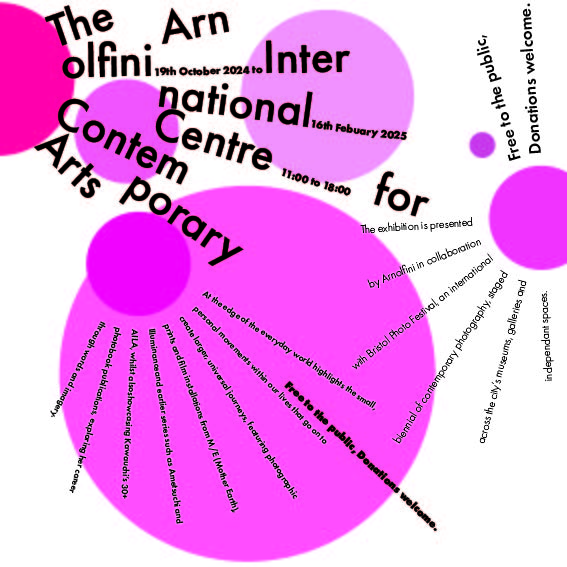 The Arn
olfini 19th October 2024 to Inter
national 16th Febuary 2025
Contem Centre 11:00 to 18:00 for
Arts porary
Free to the public,
Donations welcome.
The exhibition is presented
by Arnolfini in collaboration
with Bristol Photo Festival, an international
biennial of contemporary photography, staged
across the city's museums, galleries and
independant spaces.
At the edge of the everyday world highlights the small,
personal movements within our lives that go on to
create larger, universal journeys, featuring photographic
prints and film installations from M/E (Mother Earth),
Illuminanceand earlier series such as Ametsuchi and
AILA, whilst alsoshowcasing Kawauchi's 30+
photobook publications, exploring her career
through words and imagery.
Free to the public, Donations welcome.